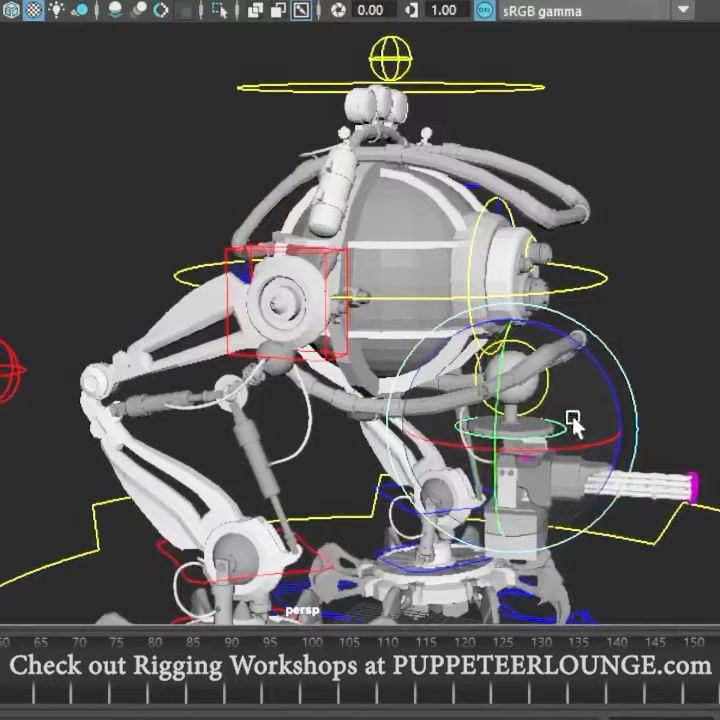 0.00 1.00 sRGB gamma
persp
60 65 70 75 80 85 90 95 100 105 110 115 120 125 130 135 140 145 150
Check out Rigging Workshops at PUPPETEERLOUNGE.com